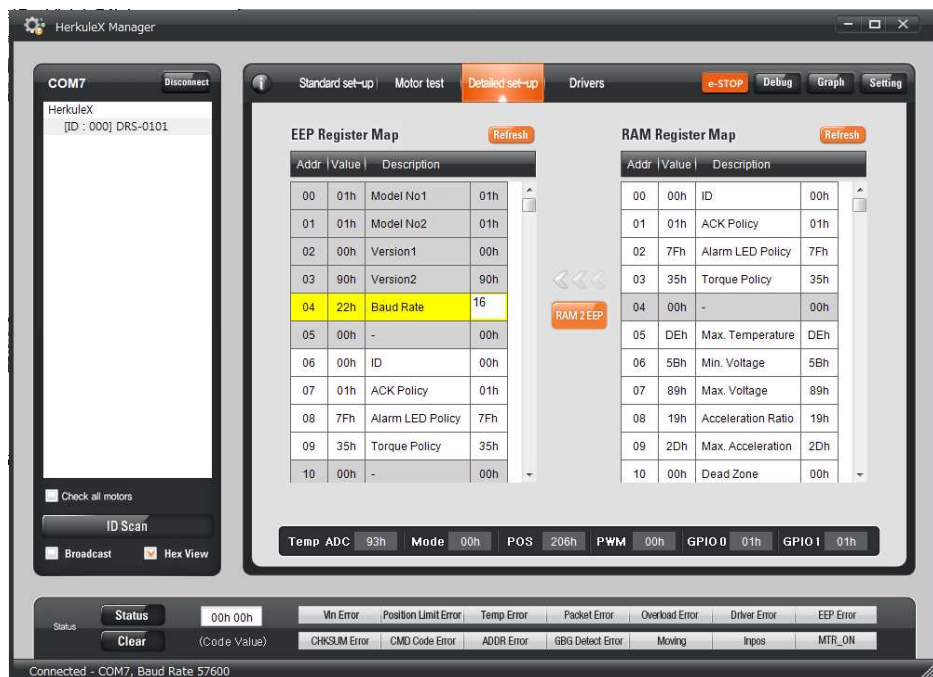 HerkuleX Manager
COM7 Disconnect
HerkuleX
[ID : 000] DRS-0101
Check all motors
ID Scan
Broadcast Hex View
Standard set-up Motor test Detailed set-up Drivers e-STOP Debug Graph Setting
EEP Register Map Refresh
Addr Value Description
00 01h Model No1 01h
01 01h Model No2 01h
02 00h Version1 00h
03 90h Version2 90h
04 22h Baud Rate 16
05 00h - 00h
06 00h ID 00h
07 01h ACK Policy 01h
08 7Fh Alarm LED Policy 7Fh
09 35h Torque Policy 35h
10 00h - 00h
RAM 2 EEP
RAM Register Map Refresh
Addr Value Description
00 00h ID 00h
01 01h ACK Policy 01h
02 7Fh Alarm LED Policy 7Fh
03 35h Torque Policy 35h
04 00h - 00h
05 DEh Max. Temperature DEh
06 5Bh Min. Voltage 5Bh
07 89h Max. Voltage 89h
08 19h Acceleration Ratio 19h
09 2Dh Max. Acceleration 2Dh
10 00h Dead Zone 00h
Temp ADC 93h Mode 00h POS 206h PWM 00h GPIO 0 01h GPIO 1 01h
Status Status 00h 00h Vin Error Position Limit Error Temp Error Packet Error Overload Error Driver Error EEP Error
Clear (Code Value) CHKSUM Error CMD Code Error ADDR Error GBG Detect Error Moving Inpos MTR_ON
Connected - COM7, Baud Rate 57600